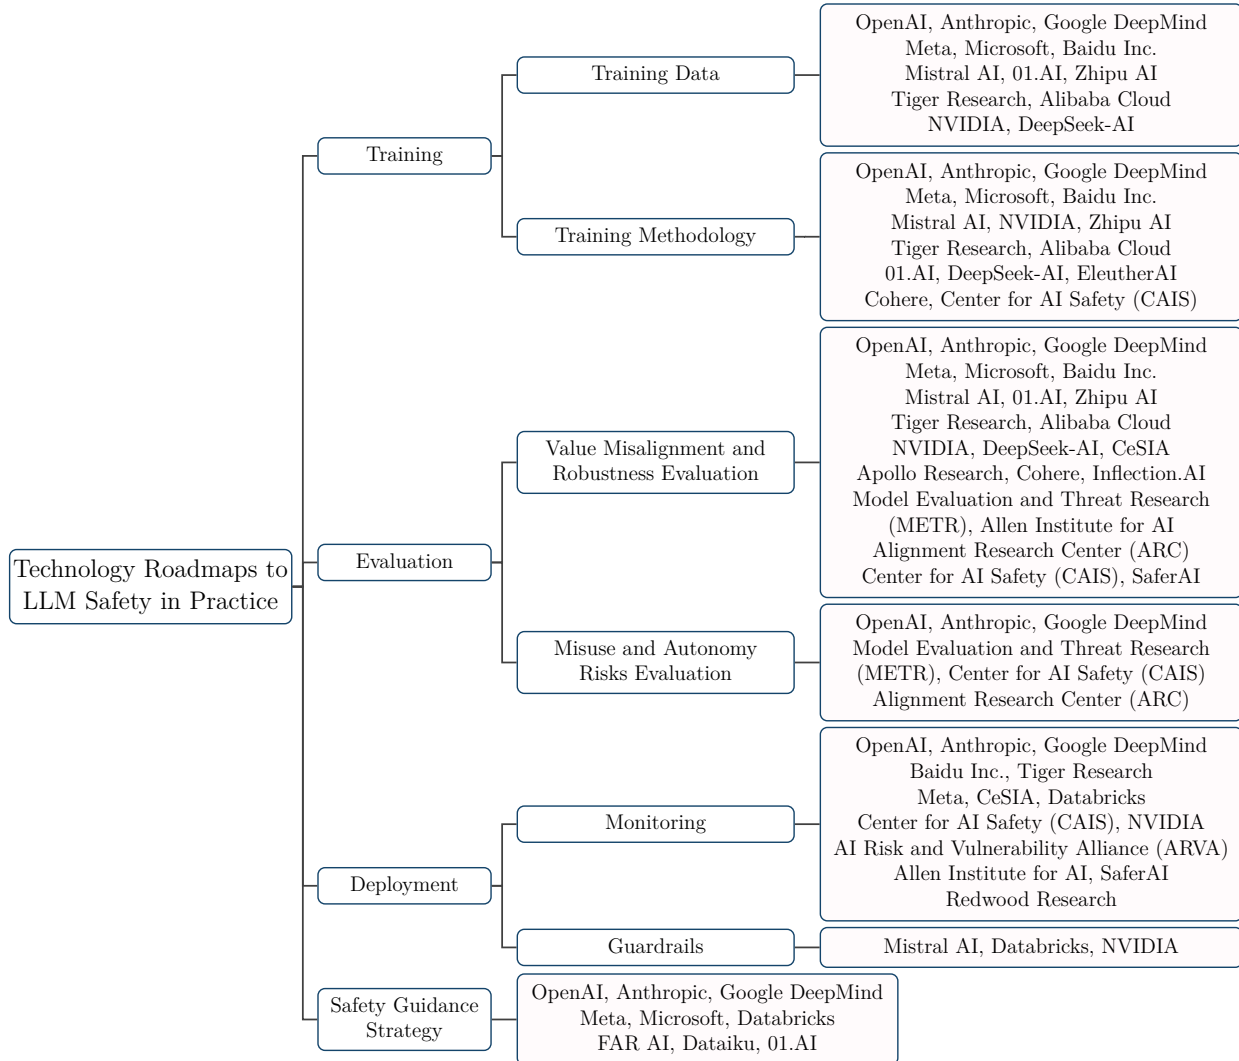 Technology Roadmaps to
LLM Safety in Practice
Training
Training Data
OpenAI, Anthropic, Google DeepMind
Meta, Microsoft, Baidu Inc.
Mistral AI, 01.AI, Zhipu AI
Tiger Research, Alibaba Cloud
NVIDIA, DeepSeek-AI
Training Methodology
OpenAI, Anthropic, Google DeepMind
Meta, Microsoft, Baidu Inc.
Mistral AI, NVIDIA, Zhipu AI
Tiger Research, Alibaba Cloud
01.AI, DeepSeek-AI, EleutherAI
Cohere, Center for AI Safety (CAIS)
Evaluation
Value Misalignment and
Robustness Evaluation
OpenAI, Anthropic, Google DeepMind
Meta, Microsoft, Baidu Inc.
Mistral AI, 01.AI, Zhipu AI
Tiger Research, Alibaba Cloud
NVIDIA, DeepSeek-AI, CeSIA
Apollo Research, Cohere, Inflection.AI
Model Evaluation and Threat Research
(METR), Allen Institute for AI
Alignment Research Center (ARC)
Center for AI Safety (CAIS), SaferAI
Misuse and Autonomy
Risks Evaluation
OpenAI, Anthropic, Google DeepMind
Model Evaluation and Threat Research
(METR), Center for AI Safety (CAIS)
Alignment Research Center (ARC)
Deployment
Monitoring
OpenAI, Anthropic, Google DeepMind
Baidu Inc., Tiger Research
Meta, CeSIA, Databricks
Center for AI Safety (CAIS), NVIDIA
AI Risk and Vulnerability Alliance (ARVA)
Allen Institute for AI, SaferAI
Redwood Research
Guardrails
Mistral AI, Databricks, NVIDIA
Safety Guidance
Strategy
OpenAI, Anthropic, Google DeepMind
Meta, Microsoft, Databricks
FAR AI, Dataiku, 01.AI